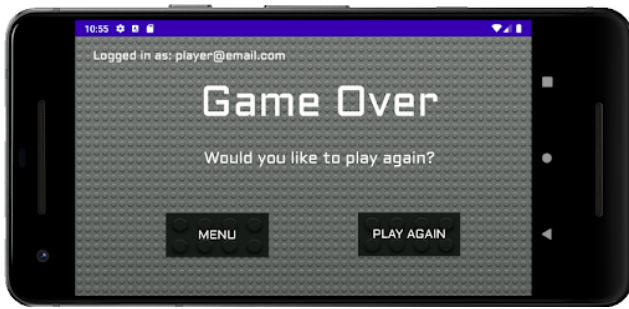 10:55
Logged in as: player@email.com
Game Over
Would you like to play again?
MENU
PLAY AGAIN